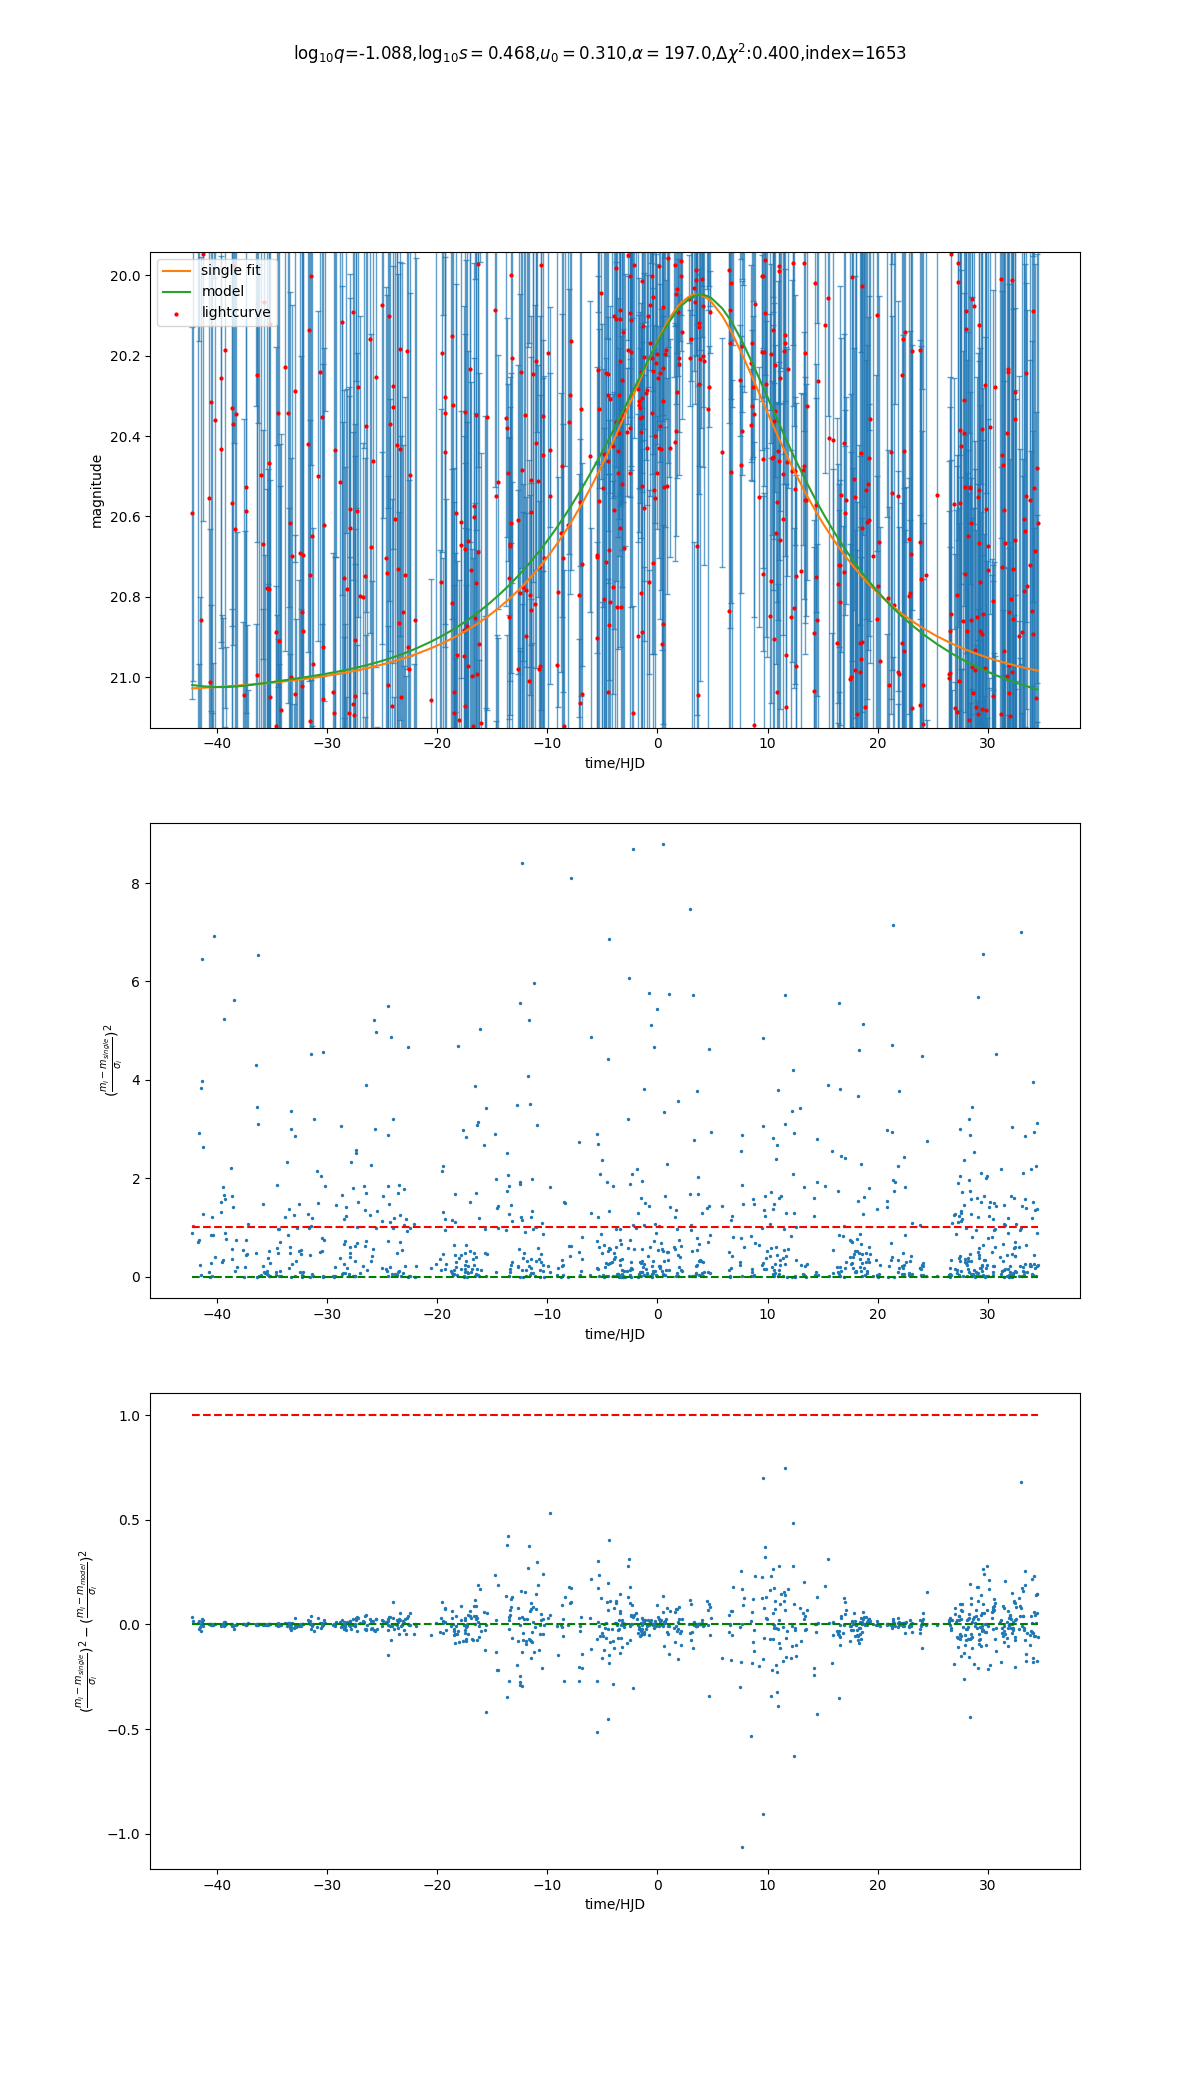 log₁₀q=-1.088,log₁₀s = 0.468,u₀ = 0.310,α = 197.0,Δχ²:0.400,index=1653
single fit
model
lightcurve
magnitude
20.0
20.2
20.4
20.6
20.8
21.0
−40 −30 −20 −10 0 10 20 30
time/HJD
((mᵢ − m_single)/σᵢ)²
8
6
4
2
0
−40 −30 −20 −10 0 10 20 30
time/HJD
((mᵢ − m_single)/σᵢ)² − ((mᵢ − m_model)/σᵢ)²
1.0
0.5
0.0
−0.5
−1.0
−40 −30 −20 −10 0 10 20 30
time/HJD